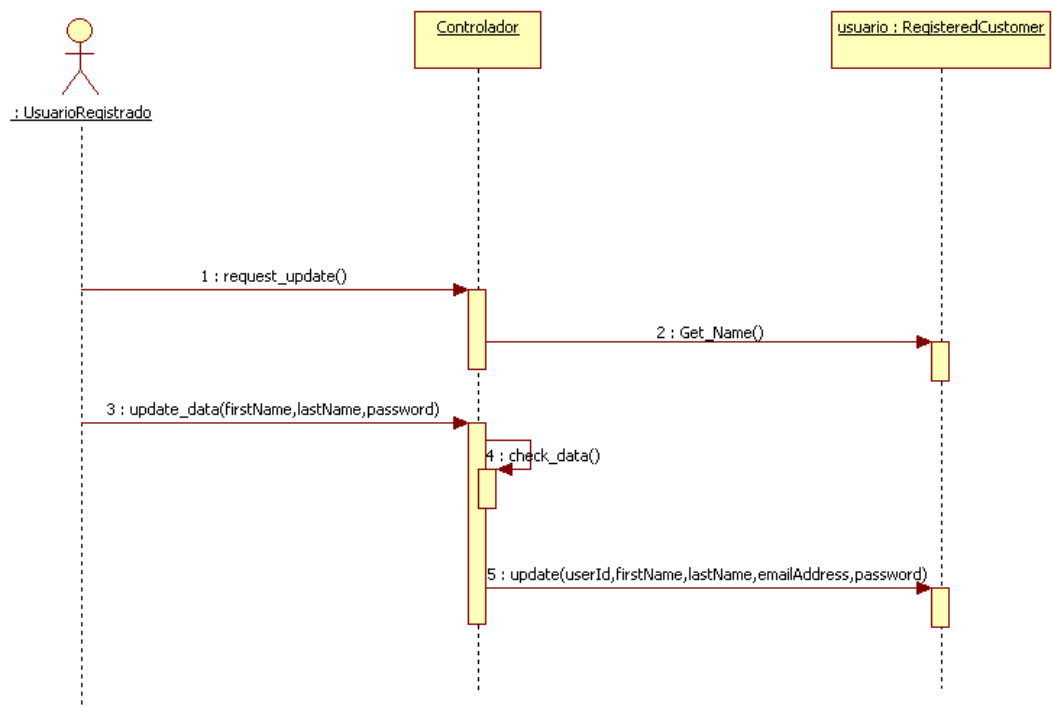 Controlador
usuario : RegisteredCustomer
: UsuarioRegistrado
1 : request_update()
2 : Get_Name()
3 : update_data(firstName,lastName,password)
4 : check_data()
5 : update(userId,firstName,lastName,emailAddress,password)